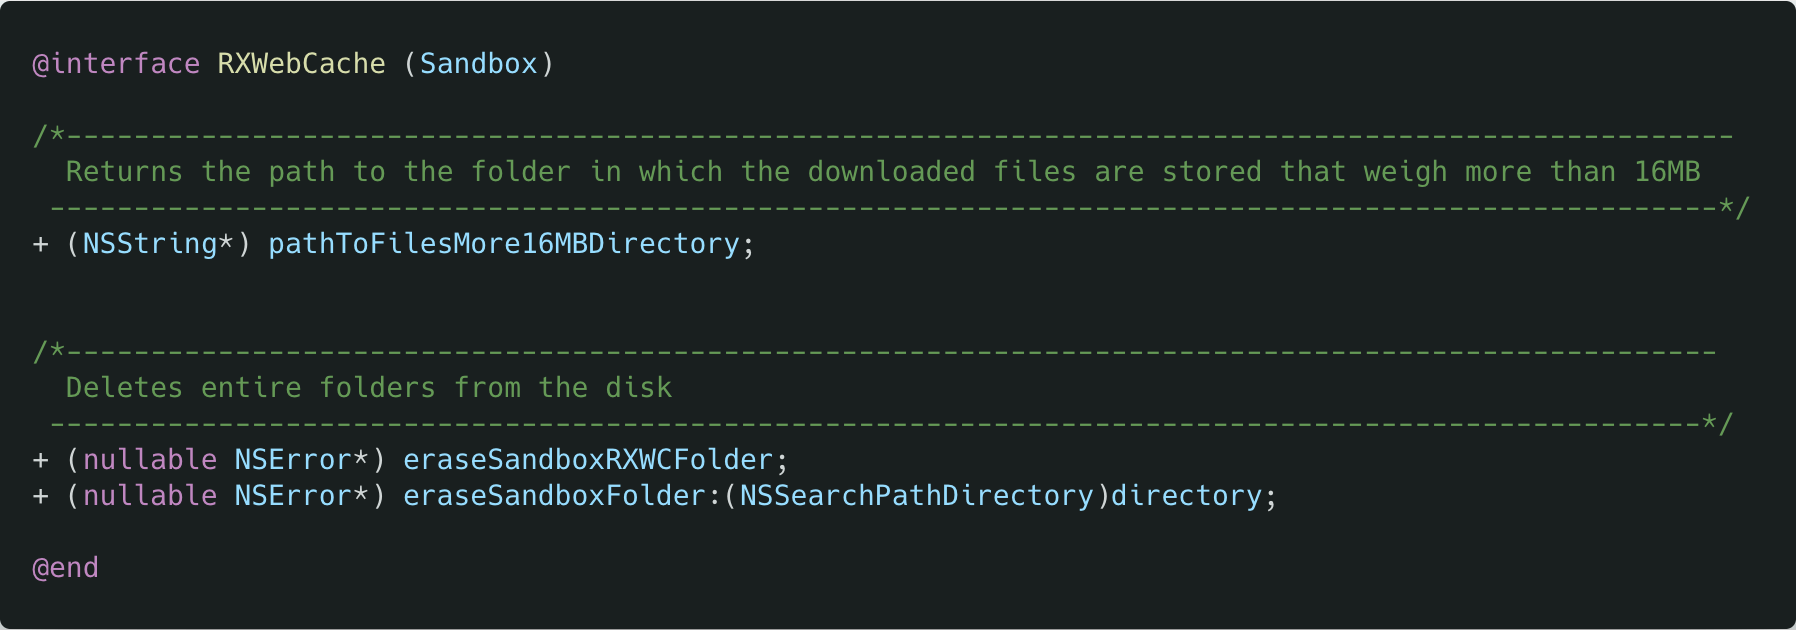 @interface RXWebCache (Sandbox)
/*---------------------------------------------------------------------------------------------------
Returns the path to the folder in which the downloaded files are stored that weigh more than 16MB
---------------------------------------------------------------------------------------------------*/
+ (NSString*) pathToFilesMore16MBDirectory;
/*--------------------------------------------------------------------------------------------------
Deletes entire folders from the disk
--------------------------------------------------------------------------------------------------*/
+ (nullable NSError*) eraseSandboxRXWCFolder;
+ (nullable NSError*) eraseSandboxFolder:(NSSearchPathDirectory)directory;
@end